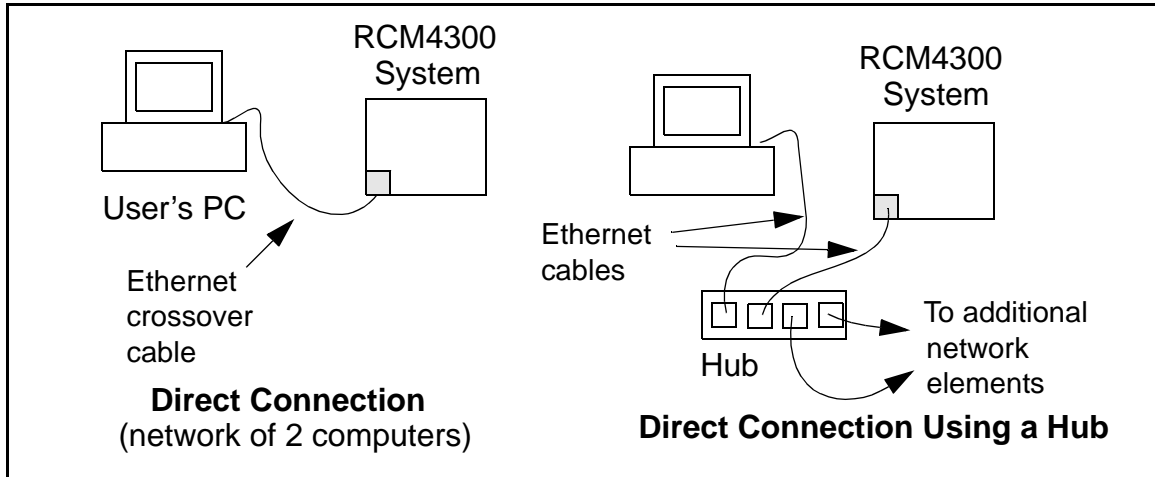 RCM4300
System
User's PC
Ethernet
crossover
cable
Direct Connection
(network of 2 computers)
RCM4300
System
Ethernet
cables
Hub
To additional
network
elements
Direct Connection Using a Hub